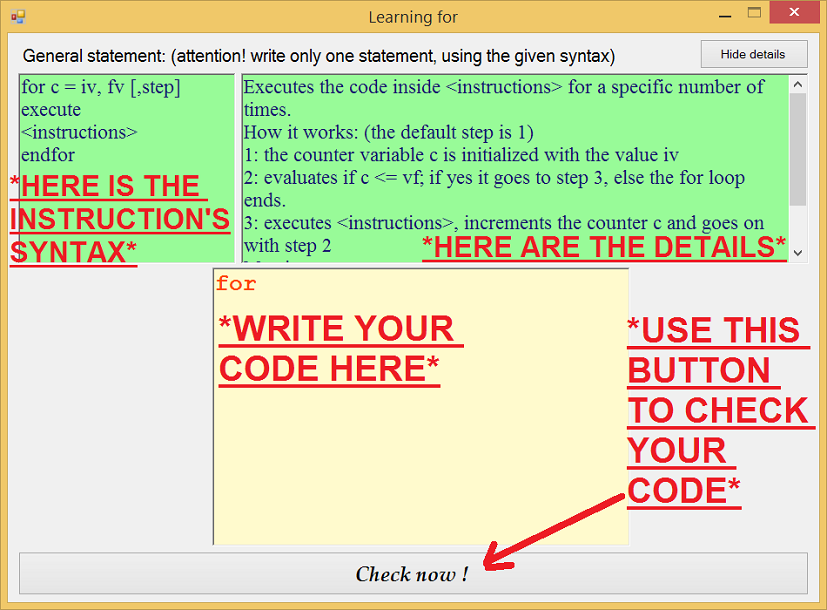 Learning for
General statement: (attention! write only one statement, using the given syntax)
Hide details
for c = iv, fv [,step]
execute
<instructions>
endfor
*HERE IS THE
INSTRUCTION'S
SYNTAX*
Executes the code inside <instructions> for a specific number of
times.
How it works: (the default step is 1)
1: the counter variable c is initialized with the value iv
2: evaluates if c <= vf; if yes it goes to step 3, else the for loop
ends.
3: executes <instructions>, increments the counter c and goes on
with step 2
*HERE ARE THE DETAILS*
for
*WRITE YOUR
CODE HERE*
*USE THIS
BUTTON
TO CHECK
YOUR
CODE*
Check now !